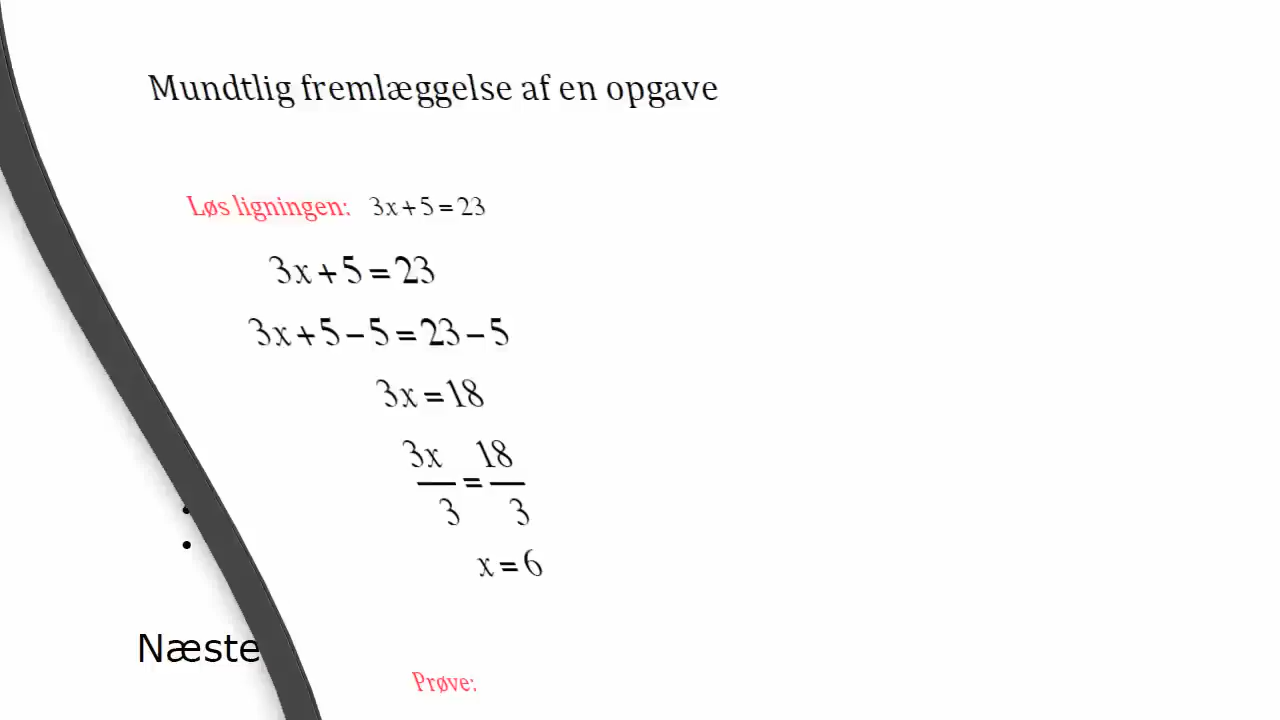 Mundtlig fremlæggelse af en opgave
Løs ligningen: 3x + 5 = 23
3x + 5 = 23
3x + 5 − 5 = 23 − 5
3x = 18
3x/3 = 18/3
x = 6
Næste
Prøve: